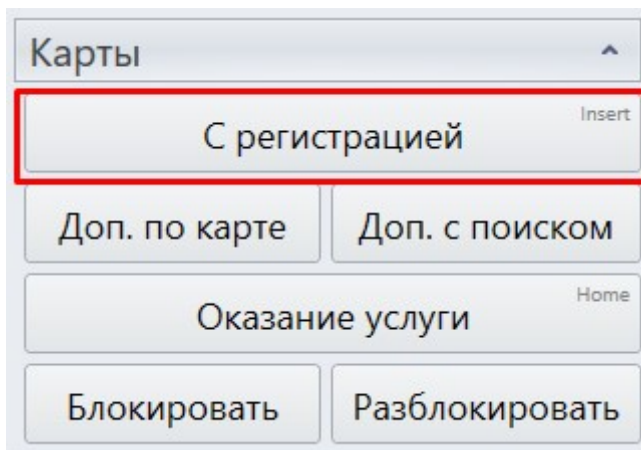 Карты
С регистрацией Insert
Доп. по карте Доп. с поиском
Оказание услуги Home
Блокировать Разблокировать